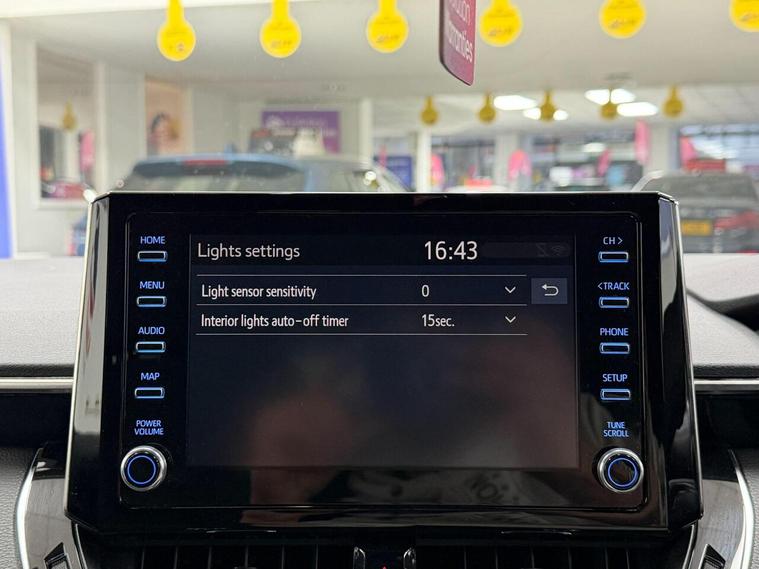 Warranties
HOME
MENU
AUDIO
MAP
POWER
VOLUME
Lights settings
16:43
Light sensor sensitivity
0
Interior lights auto-off timer
15sec.
CH >
<TRACK
PHONE
SETUP
TUNE
SCROLL